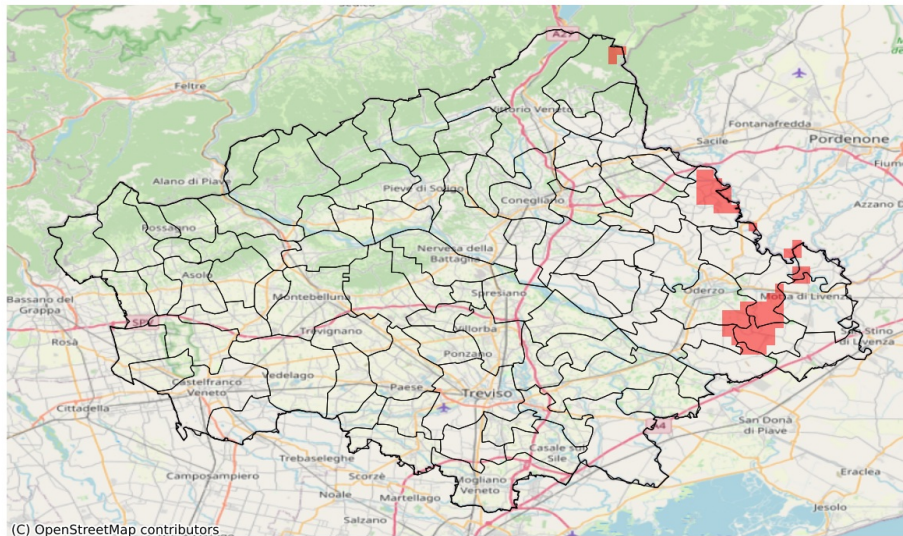 A27
Feltre
Vittorio Veneto
Fontanafredda
Sacile
Pordenone
Fiume
Alano di Piave
Pieve di Soligo
Conegliano
Azzano D
Possagno
Nervesa della
Battaglia
Asolo
Oderzo
Motta di Livenza
Bassano del
Grappa
Montebelluna
Spresiano
Rosà
Trevignano
Villorba
San Stino
di Livenza
Ponzano
Vedelago
Castelfranco
Veneto
Paese
Treviso
Cittadella
San Donà
di Piave
A4
Trebaseleghe
Casale sul
Sile
Camposampiero
Scorzè
Mogliano
Veneto
Eraclea
Noale
Martellago
Jesolo
Salzano
(C) OpenStreetMap contributors